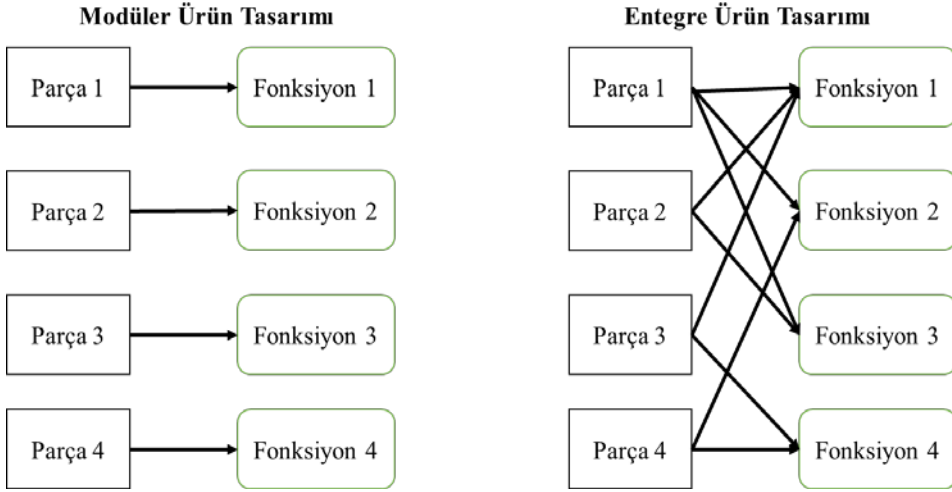 Modüler Ürün Tasarımı
Parça 1
Fonksiyon 1
Parça 2
Fonksiyon 2
Parça 3
Fonksiyon 3
Parça 4
Fonksiyon 4
Entegre Ürün Tasarımı
Parça 1
Fonksiyon 1
Parça 2
Fonksiyon 2
Parça 3
Fonksiyon 3
Parça 4
Fonksiyon 4